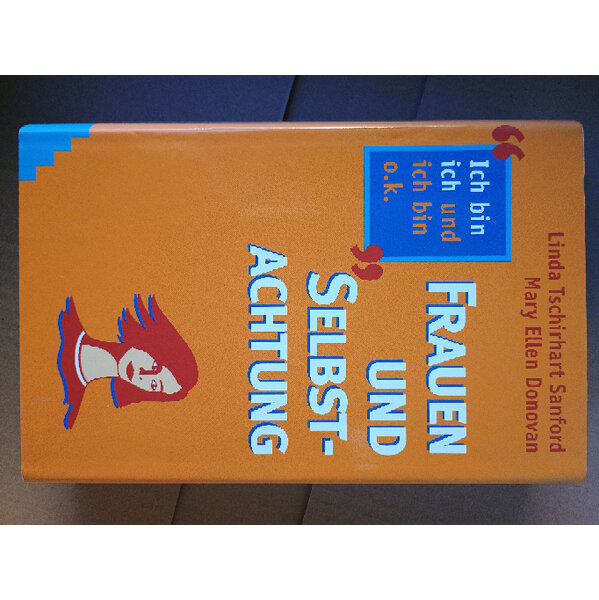 Linda Tschirhart Sanford
Mary Ellen Donovan
„Ich bin
ich und
ich bin
o.k.“
FRAUEN
UND
SELBST-
ACHTUNG